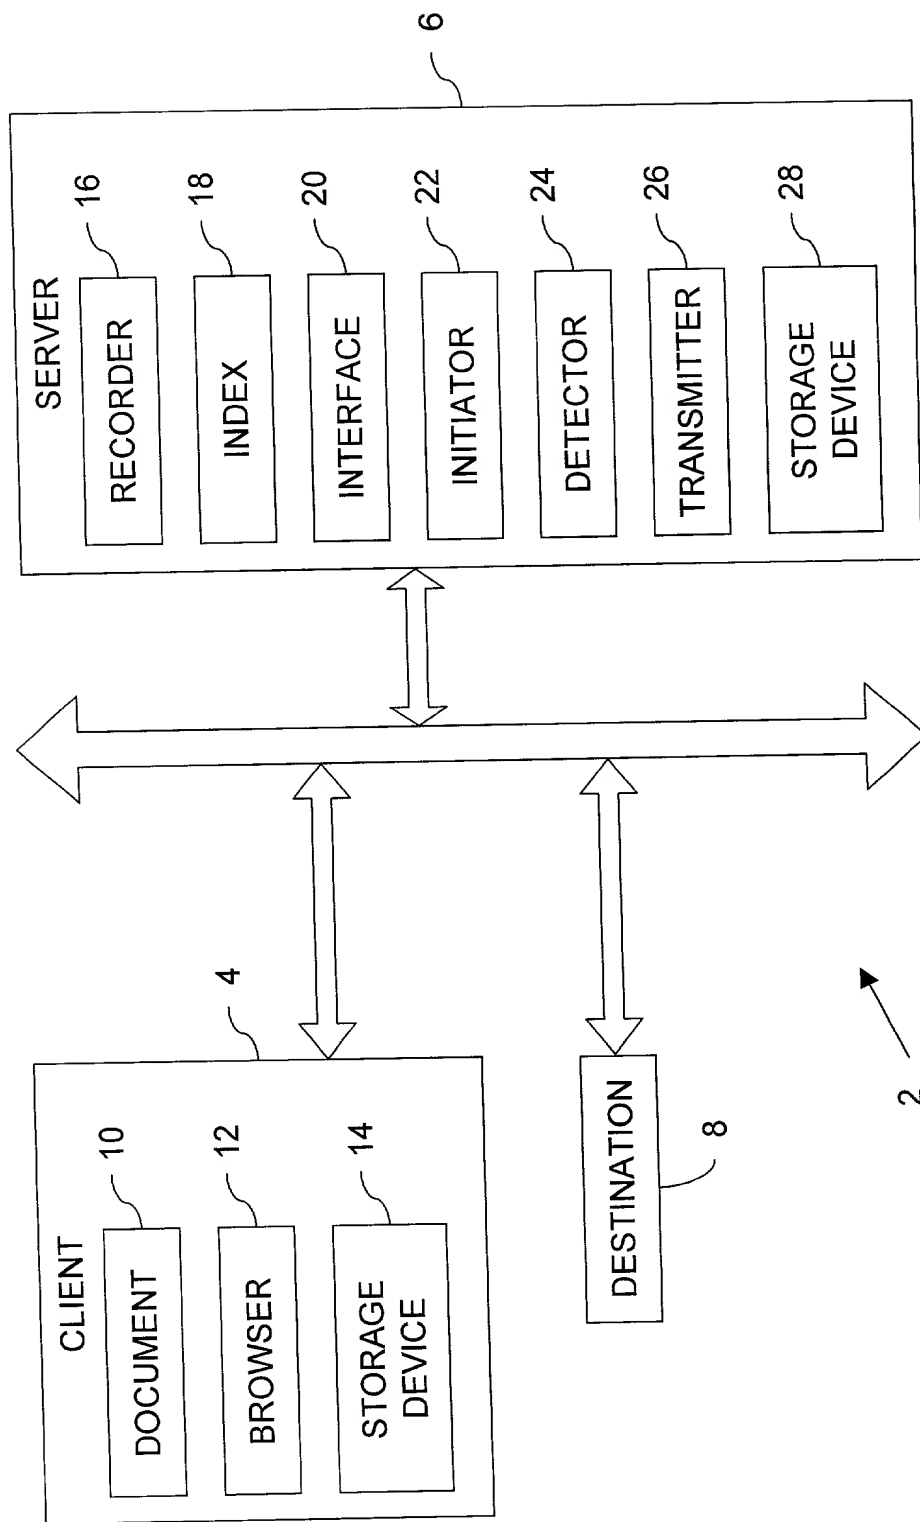 CLIENT
4
DOCUMENT
10
BROWSER
12
STORAGE
DEVICE
14
DESTINATION
8
2
SERVER
6
RECORDER
16
INDEX
18
INTERFACE
20
INITIATOR
22
DETECTOR
24
TRANSMITTER
26
STORAGE
DEVICE
28